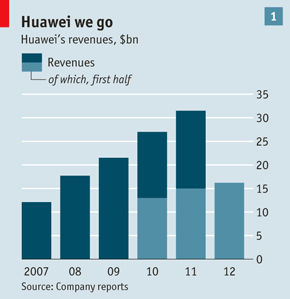 Huawei we go
1
Huawei's revenues, $bn
Revenues
of which, first half
35
30
25
20
15
10
5
0
2007 08 09 10 11 12
Source: Company reports